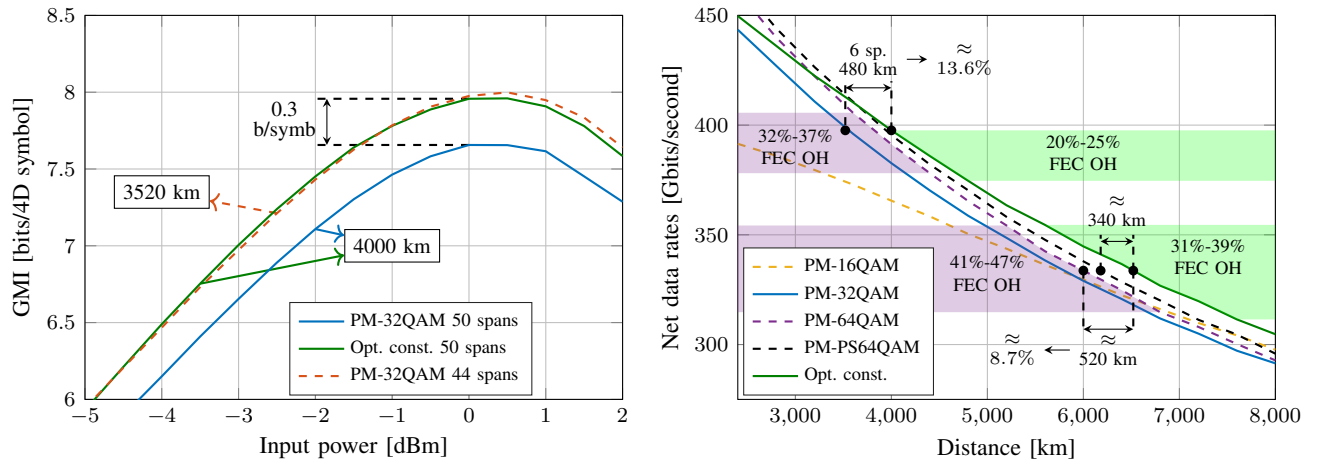 8.5
8
7.5
7
6.5
6
GMI [bits/4D symbol]
0.3
b/symb
3520 km
4000 km
PM-32QAM 50 spans
Opt. const. 50 spans
PM-32QAM 44 spans
−5
−4
−3
−2
−1
0
1
2
Input power [dBm]
450
400
350
300
Net data rates [Gbits/second]
6 sp.
480 km
≈
13.6%
32%-37%
FEC OH
20%-25%
FEC OH
≈
340 km
41%-47%
FEC OH
31%-39%
FEC OH
PM-16QAM
PM-32QAM
PM-64QAM
PM-PS64QAM
Opt. const.
≈
8.7%
≈
520 km
3,000
4,000
5,000
6,000
7,000
8,000
Distance [km]